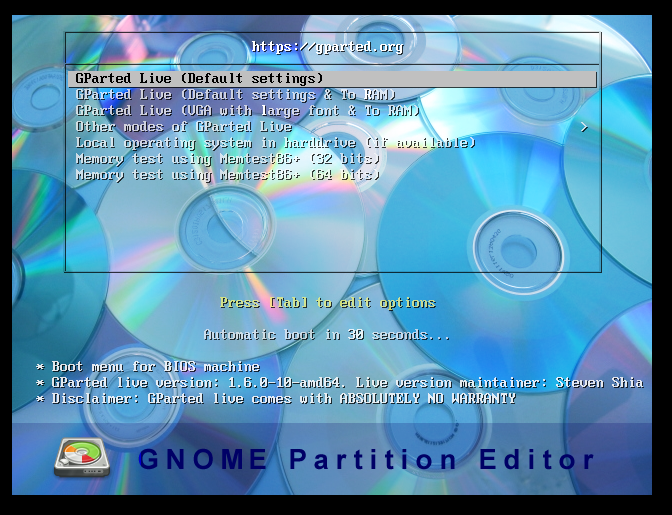 https://gparted.org
GParted Live (Default settings)
GParted Live (Default settings & To RAM)
GParted Live (VGA with large font & To RAM)
Other modes of GParted Live >
Local operating system in harddrive (if available)
Memory test using Memtest86+ (32 bits)
Memory test using Memtest86+ (64 bits)
Press [Tab] to edit options
Automatic boot in 30 seconds...
* Boot menu for BIOS machine
* GParted live version: 1.6.0-10-amd64. Live version maintainer: Steven Shia
* Disclaimer: GParted live comes with ABSOLUTELY NO WARRANTY
GNOME Partition Editor